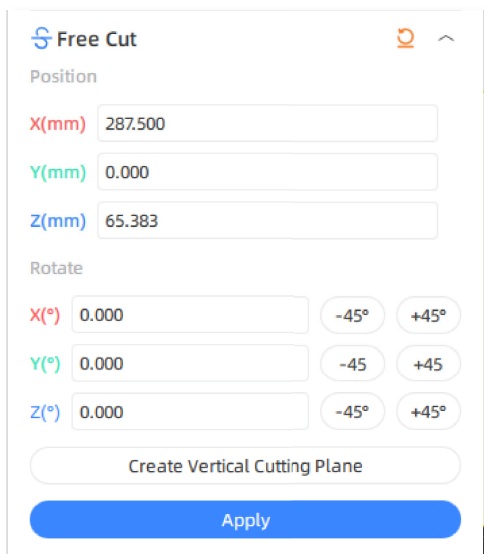 Free Cut
Position
X(mm) 287.500
Y(mm) 0.000
Z(mm) 65.383
Rotate
X(°) 0.000 -45° +45°
Y(°) 0.000 -45 +45
Z(°) 0.000 -45° +45°
Create Vertical Cutting Plane
Apply